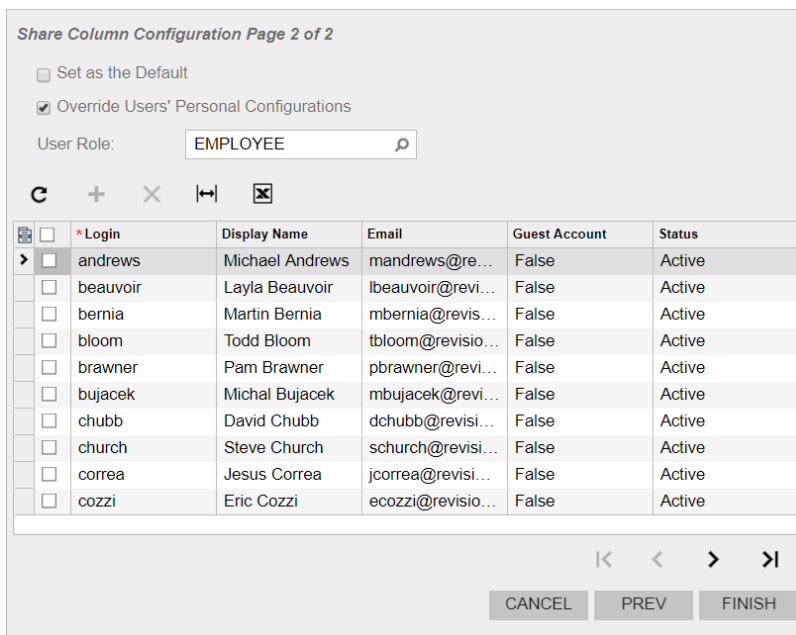 Share Column Configuration Page 2 of 2
Set as the Default
Override Users' Personal Configurations
User Role: EMPLOYEE
* Login Display Name Email Guest Account Status
andrews Michael Andrews mandrews@re... False Active
beauvoir Layla Beauvoir lbeauvoir@revi... False Active
bernia Martin Bernia mbernia@revis... False Active
bloom Todd Bloom tbloom@revisio... False Active
brawner Pam Brawner pbrawner@revi... False Active
bujacek Michal Bujacek mbujacek@revi... False Active
chubb David Chubb dchubb@revisi... False Active
church Steve Church schurch@revisi... False Active
correa Jesus Correa jcorrea@revisi... False Active
cozzi Eric Cozzi ecozzi@revisio... False Active
CANCEL PREV FINISH